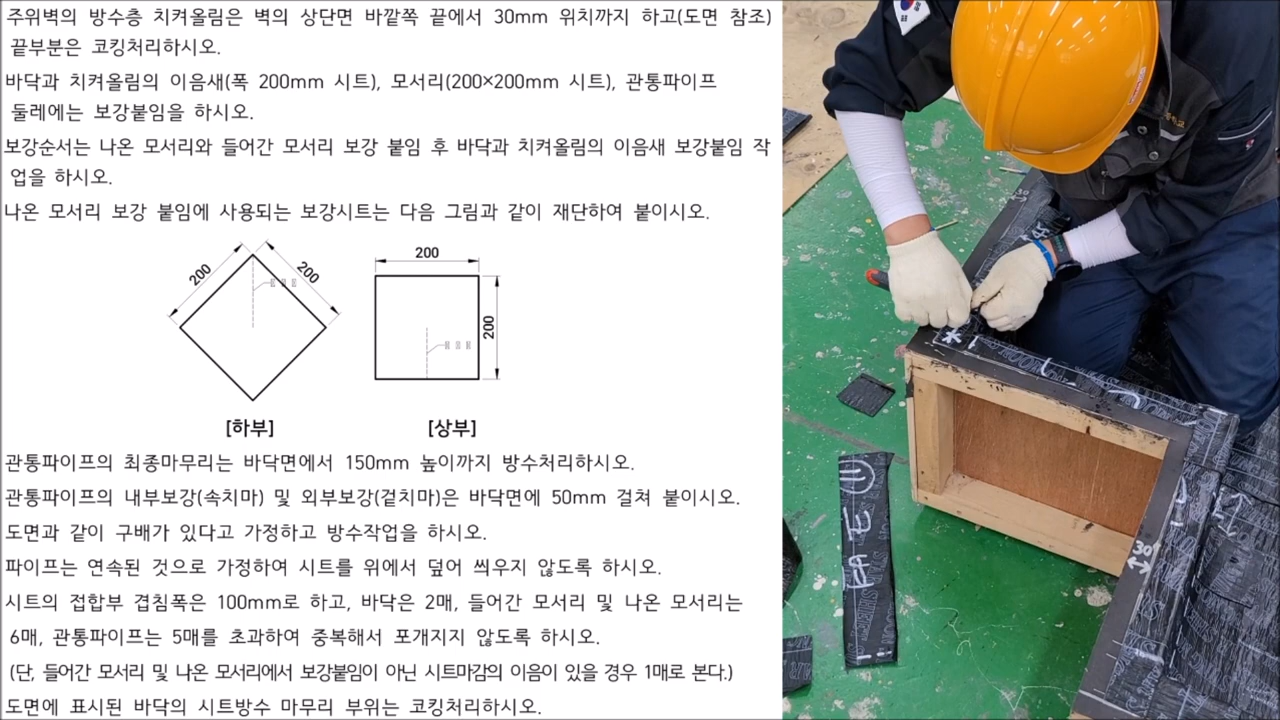 주위벽의 방수층 치켜올림은 벽의 상단면 바깥쪽 끝에서 30mm 위치까지 하고(도면 참조)
끝부분은 코킹처리하시오.
바닥과 치켜올림의 이음새(폭 200mm 시트), 모서리(200×200mm 시트), 관통파이프
둘레에는 보강붙임을 하시오.
보강순서는 나온 모서리와 들어간 모서리 보강 붙임 후 바닥과 치켜올림의 이음새 보강붙임 작
업을 하시오.
나온 모서리 보강 붙임에 사용되는 보강시트는 다음 그림과 같이 재단하여 붙이시오.
200
200
200
200
[하부]
[상부]
관통파이프의 최종마무리는 바닥면에서 150mm 높이까지 방수처리하시오.
관통파이프의 내부보강(속치마) 및 외부보강(겉치마)은 바닥면에 50mm 걸쳐 붙이시오.
도면과 같이 구배가 있다고 가정하고 방수작업을 하시오.
파이프는 연속된 것으로 가정하여 시트를 위에서 덮어 씌우지 않도록 하시오.
시트의 접합부 겹침폭은 100mm로 하고, 바닥은 2매, 들어간 모서리 및 나온 모서리는
6매, 관통파이프는 5매를 초과하여 중복해서 포개지지 않도록 하시오.
(단, 들어간 모서리 및 나온 모서리에서 보강붙임이 아닌 시트마감의 이음이 있을 경우 1매로 본다.)
도면에 표시된 바닥의 시트방수 마무리 부위는 코킹처리하시오.
30
30